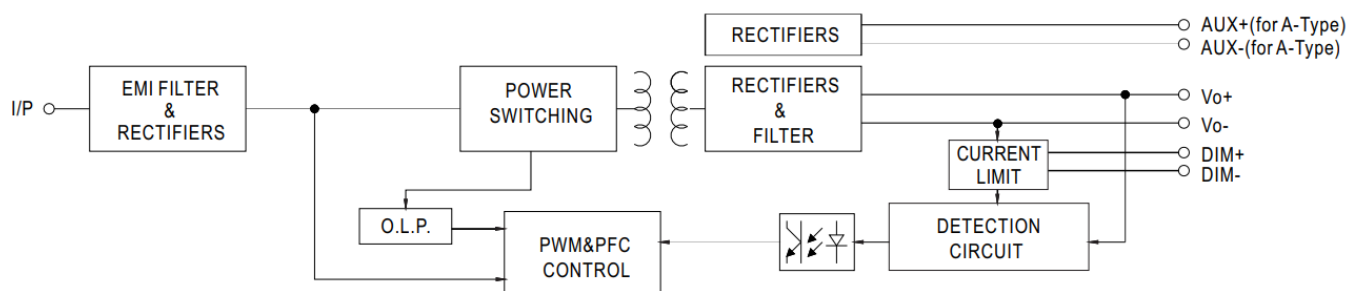 I/P
EMI FILTER
&
RECTIFIERS
POWER
SWITCHING
RECTIFIERS
AUX+(for A-Type)
AUX-(for A-Type)
RECTIFIERS
&
FILTER
Vo+
Vo-
CURRENT
LIMIT
DIM+
DIM-
O.L.P.
PWM&PFC
CONTROL
DETECTION
CIRCUIT